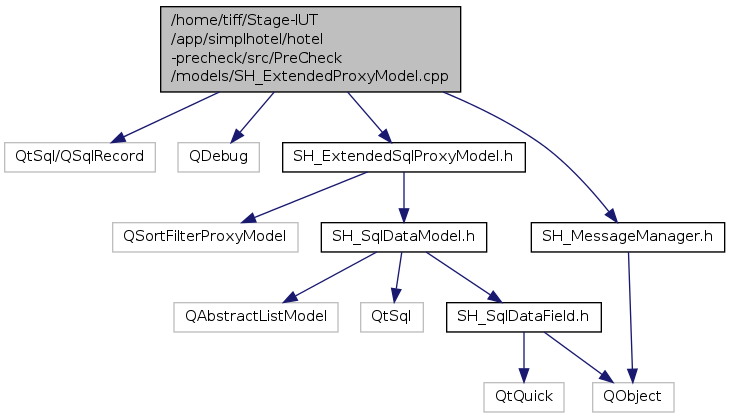 /home/tiff/Stage-IUT
/app/simplhotel/hotel
-precheck/src/PreCheck
/models/SH_ExtendedProxyModel.cpp
QtSql/QSqlRecord
QDebug
SH_ExtendedSqlProxyModel.h
QSortFilterProxyModel
SH_SqlDataModel.h
SH_MessageManager.h
QAbstractListModel
QtSql
SH_SqlDataField.h
QtQuick
QObject